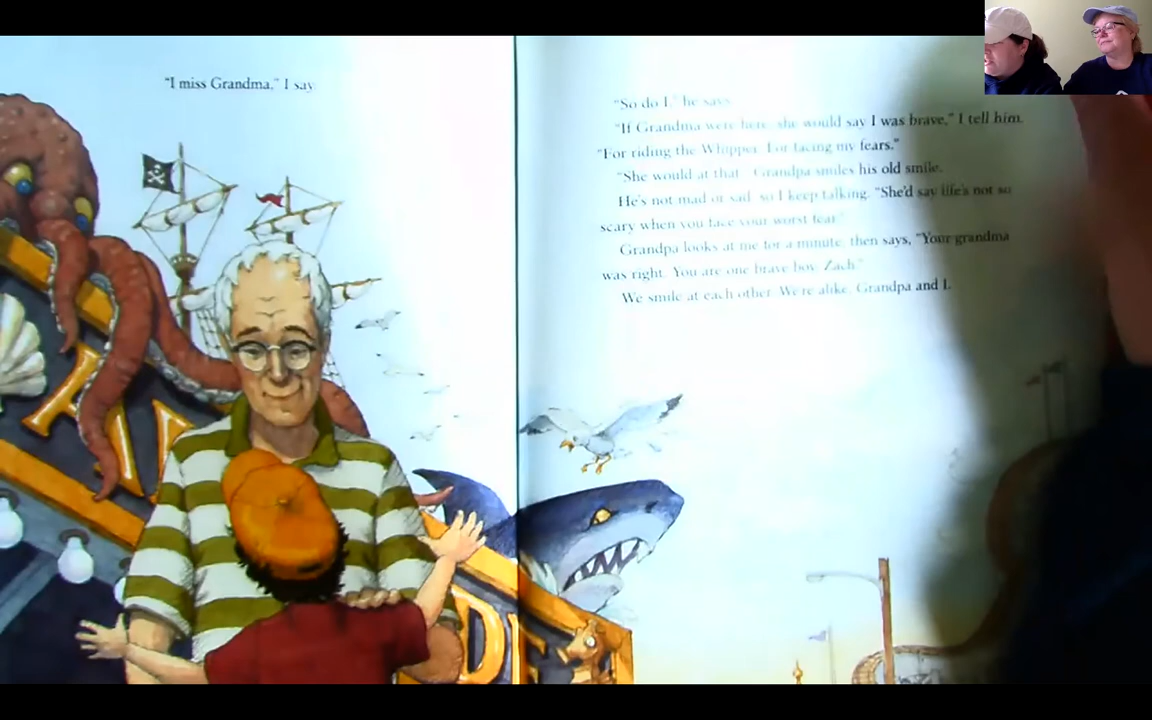 "I miss Grandma," I say.
"So do I," he says.
"If Grandma were here, she would say I was brave," I tell him.
"For riding the Whipper. For facing my fears."
"She would at that." Grandpa smiles his old smile.
He's not mad or sad, so I keep talking. "She'd say life's not so
scary when you face your worst fear."
Grandpa looks at me for a minute, then says, "Your grandma
was right. You are one brave boy, Zach."
We smile at each other. We're alike, Grandpa and I.